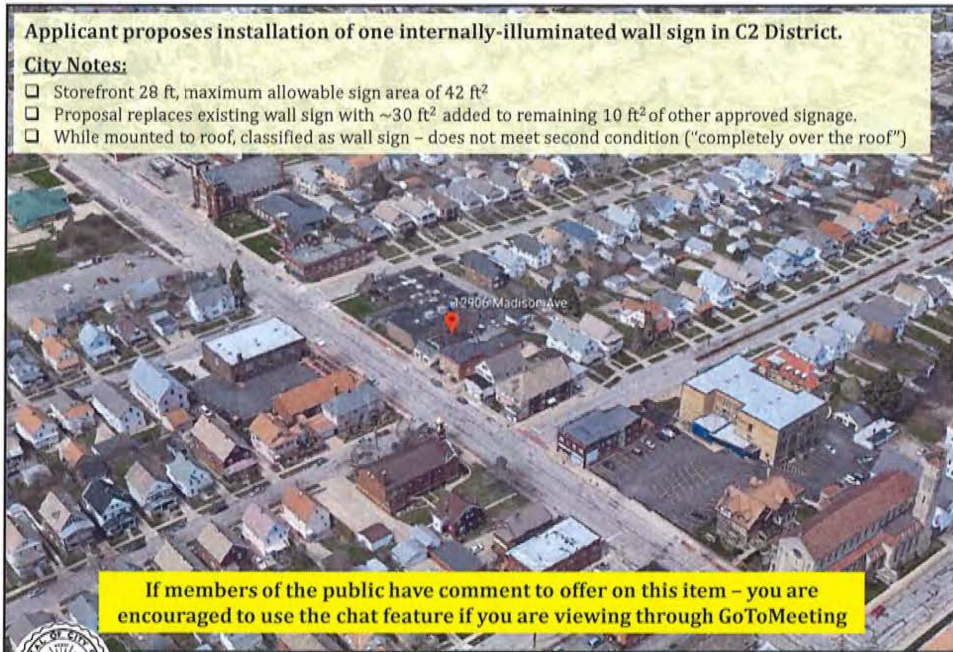 Applicant proposes installation of one internally-illuminated wall sign in C2 District.
City Notes:
☐ Storefront 28 ft, maximum allowable sign area of 42 ft²
☐ Proposal replaces existing wall sign with ~30 ft² added to remaining 10 ft² of other approved signage.
☐ While mounted to roof, classified as wall sign – does not meet second condition ("completely over the roof")
12906 Madison Ave
If members of the public have comment to offer on this item – you are
encouraged to use the chat feature if you are viewing through GoToMeeting
OF CITY